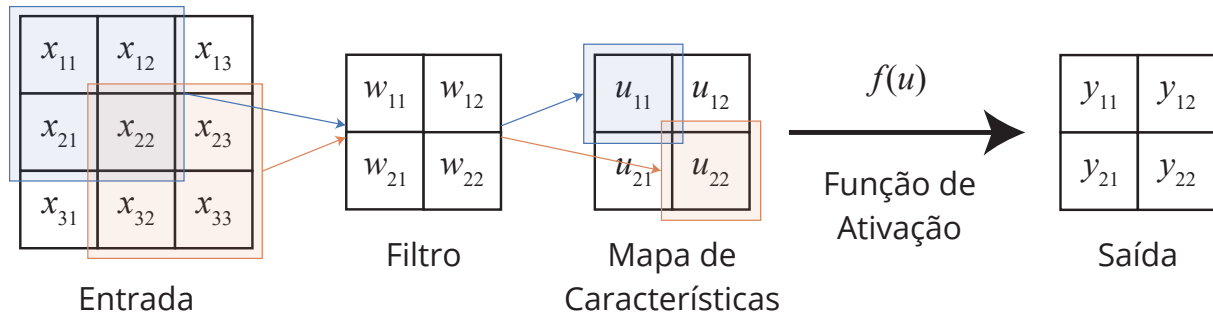 x11 x12 x13
x21 x22 x23
x31 x32 x33
Entrada
w11 w12
w21 w22
Filtro
u11 u12
u21 u22
Mapa de
Características
f(u)
Função de
Ativação
y11 y12
y21 y22
Saída